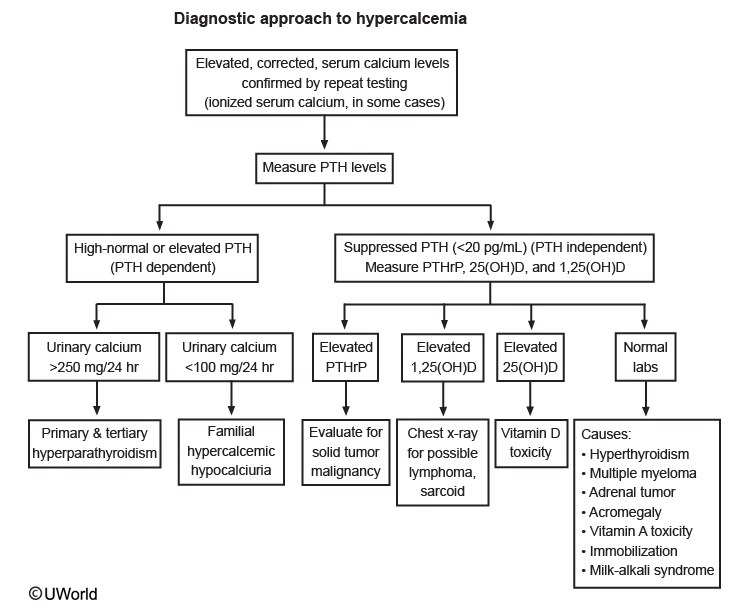 Diagnostic approach to hypercalcemia
Elevated, corrected, serum calcium levels
confirmed by repeat testing
(ionized serum calcium, in some cases)
Measure PTH levels
High-normal or elevated PTH
(PTH dependent)
Suppressed PTH (<20 pg/mL) (PTH independent)
Measure PTHrP, 25(OH)D, and 1,25(OH)D
Urinary calcium
>250 mg/24 hr
Urinary calcium
<100 mg/24 hr
Elevated
PTHrP
Elevated
1,25(OH)D
Elevated
25(OH)D
Normal
labs
Primary & tertiary
hyperparathyroidism
Familial
hypercalcemic
hypocalciuria
Evaluate for
solid tumor
malignancy
Chest x-ray
for possible
lymphoma,
sarcoid
Vitamin D
toxicity
Causes:
• Hyperthyroidism
• Multiple myeloma
• Adrenal tumor
• Acromegaly
• Vitamin A toxicity
• Immobilization
• Milk-alkali syndrome
©UWorld